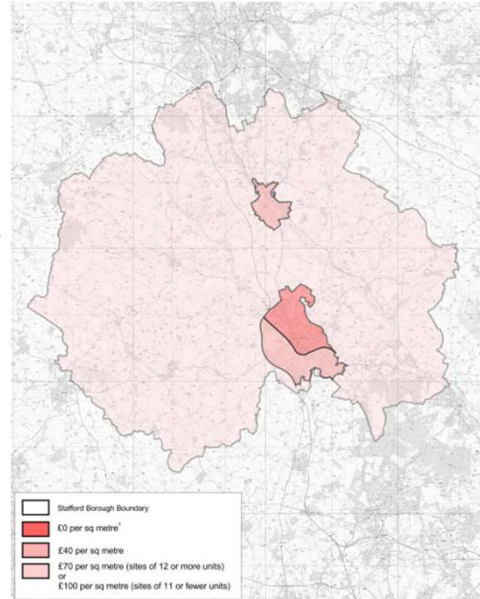 Stafford Borough Boundary
£0 per sq metre¹
£40 per sq metre
£70 per sq metre (sites of 12 or more units)
or
£100 per sq metre (sites of 11 or fewer units)